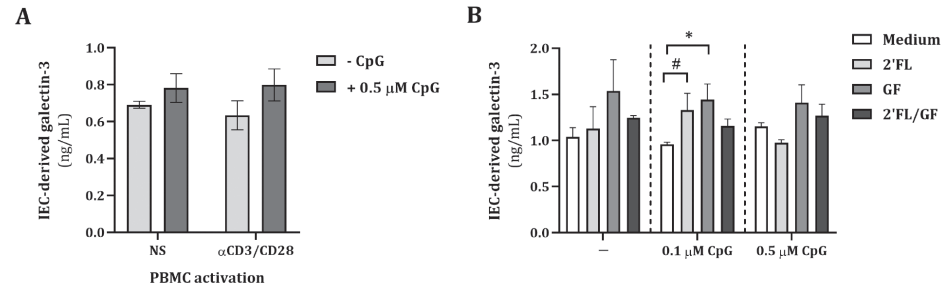 A
IEC-derived galectin-3
(ng/mL)
1.0
0.8
0.6
0.4
0.2
0.0
NS
αCD3/CD28
PBMC activation
- CpG
+ 0.5 μM CpG
B
IEC-derived galectin-3
(ng/mL)
2.0
1.5
1.0
0.5
0.0
#
*
–
0.1 μM CpG
0.5 μM CpG
Medium
2'FL
GF
2'FL/GF